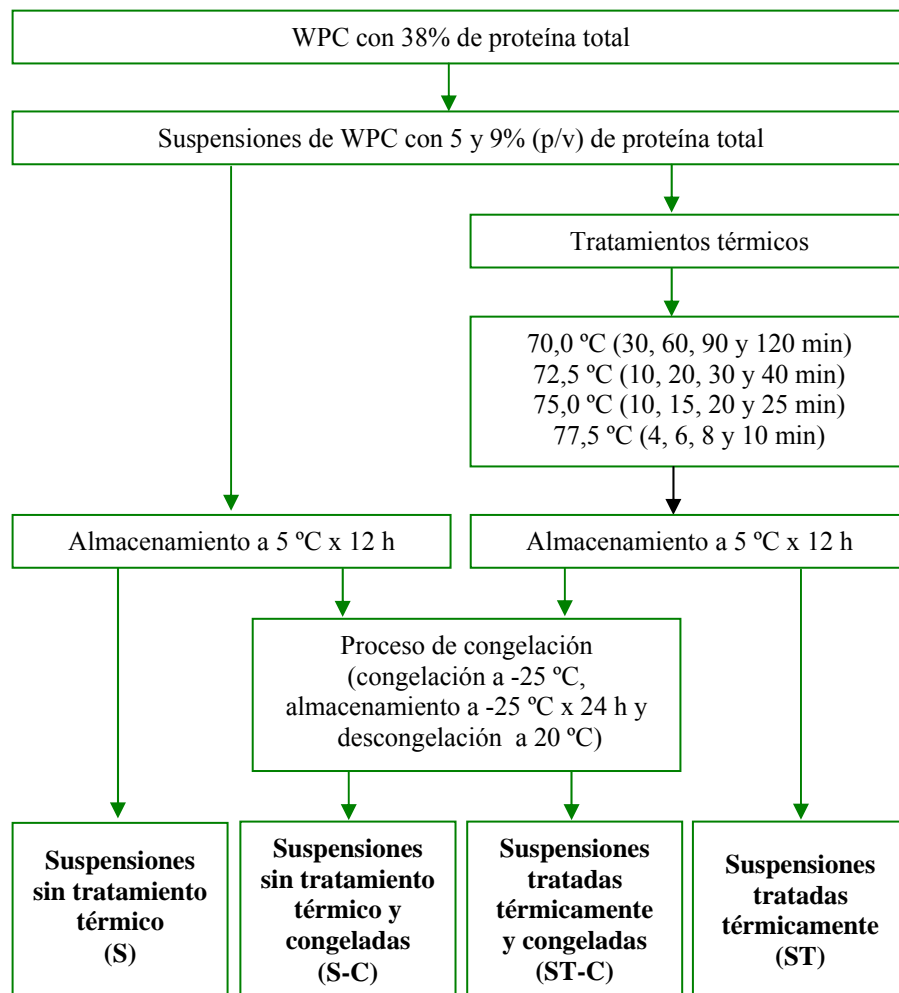 WPC con 38% de proteína total
Suspensiones de WPC con 5 y 9% (p/v) de proteína total
Tratamientos térmicos
70,0 ºC (30, 60, 90 y 120 min)
72,5 ºC (10, 20, 30 y 40 min)
75,0 ºC (10, 15, 20 y 25 min)
77,5 ºC (4, 6, 8 y 10 min)
Almacenamiento a 5 ºC x 12 h
Almacenamiento a 5 ºC x 12 h
Proceso de congelación
(congelación a -25 ºC,
almacenamiento a -25 ºC x 24 h y
descongelación a 20 ºC)
Suspensiones
sin tratamiento
térmico
(S)
Suspensiones
sin tratamiento
térmico y
congeladas
(S-C)
Suspensiones
tratadas
térmicamente
y congeladas
(ST-C)
Suspensiones
tratadas
térmicamente
(ST)